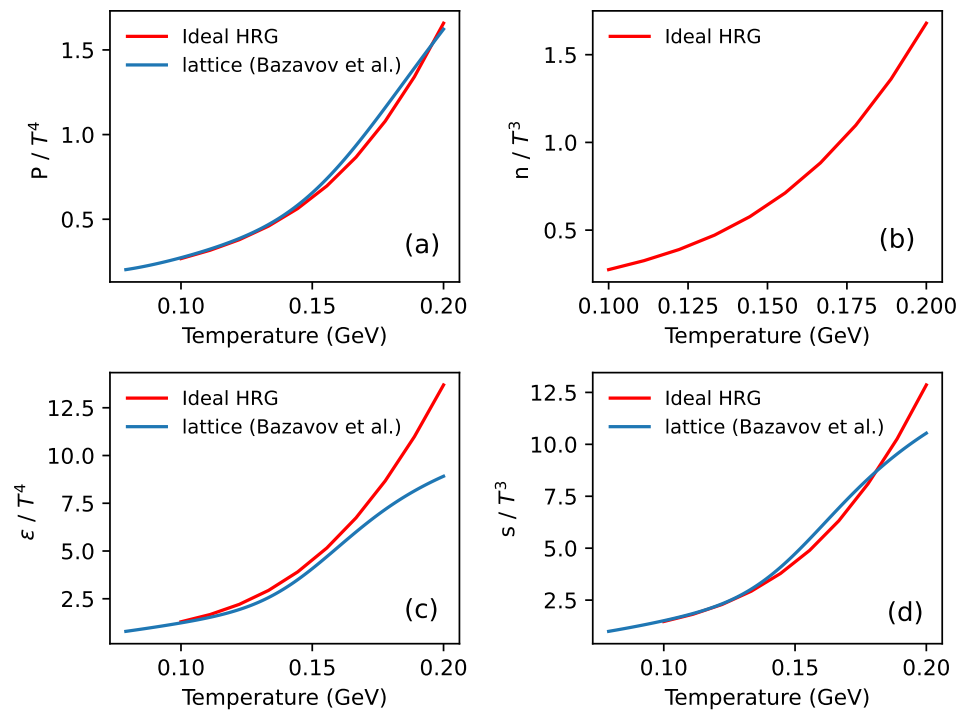 Ideal HRG
lattice (Bazavov et al.)
1.5
1.0
0.5
P / T⁴
(a)
0.10 0.15 0.20
Temperature (GeV)
Ideal HRG
1.5
1.0
0.5
n / T³
(b)
0.100 0.125 0.150 0.175 0.200
Temperature (GeV)
Ideal HRG
lattice (Bazavov et al.)
12.5
10.0
7.5
5.0
2.5
ε / T⁴
(c)
0.10 0.15 0.20
Temperature (GeV)
Ideal HRG
lattice (Bazavov et al.)
12.5
10.0
7.5
5.0
2.5
s / T³
(d)
0.10 0.15 0.20
Temperature (GeV)